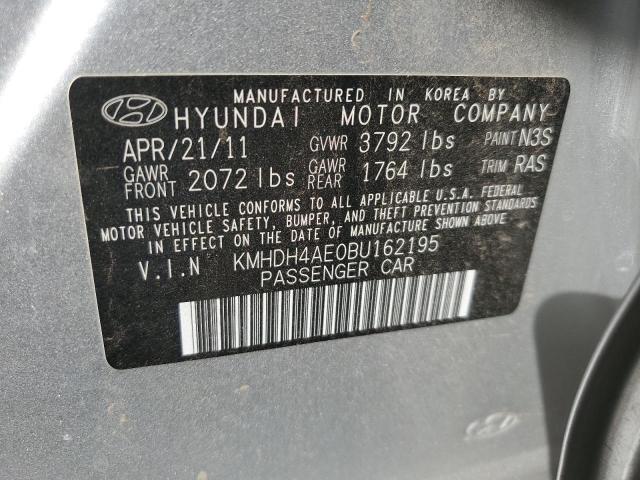 MANUFACTURED IN KOREA BY
HYUNDAI MOTOR COMPANY
APR/21/11 GVWR 3792 lbs PAINT N3S
GAWR FRONT 2072 lbs GAWR REAR 1764 lbs TRIM RAS
THIS VEHICLE CONFORMS TO ALL APPLICABLE U.S.A. FEDERAL
MOTOR VEHICLE SAFETY, BUMPER, AND THEFT PREVENTION STANDARDS
IN EFFECT ON THE DATE OF MANUFACTURE SHOWN ABOVE.
V.I.N KMHDH4AE0BU162195
PASSENGER CAR